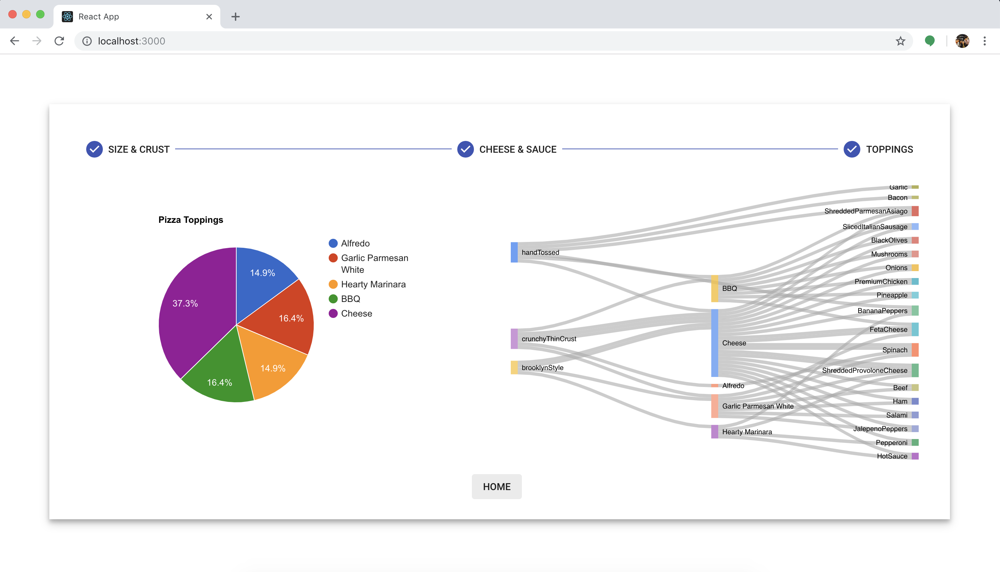 React App
localhost:3000
SIZE & CRUST
CHEESE & SAUCE
TOPPINGS
Pizza Toppings
14.9%
16.4%
14.9%
16.4%
37.3%
Alfredo
Garlic Parmesan
White
Hearty Marinara
BBQ
Cheese
handTossed
crunchyThinCrust
brooklynStyle
BBQ
Cheese
Alfredo
Garlic Parmesan White
Hearty Marinara
Garlic
Bacon
ShreddedParmesanAsiago
SlicedItalianSausage
BlackOlives
Mushrooms
Onions
PremiumChicken
Pineapple
BananaPeppers
FetaCheese
Spinach
ShreddedProvoloneCheese
Beef
Ham
Salami
JalepenoPeppers
Pepperoni
HotSauce
HOME